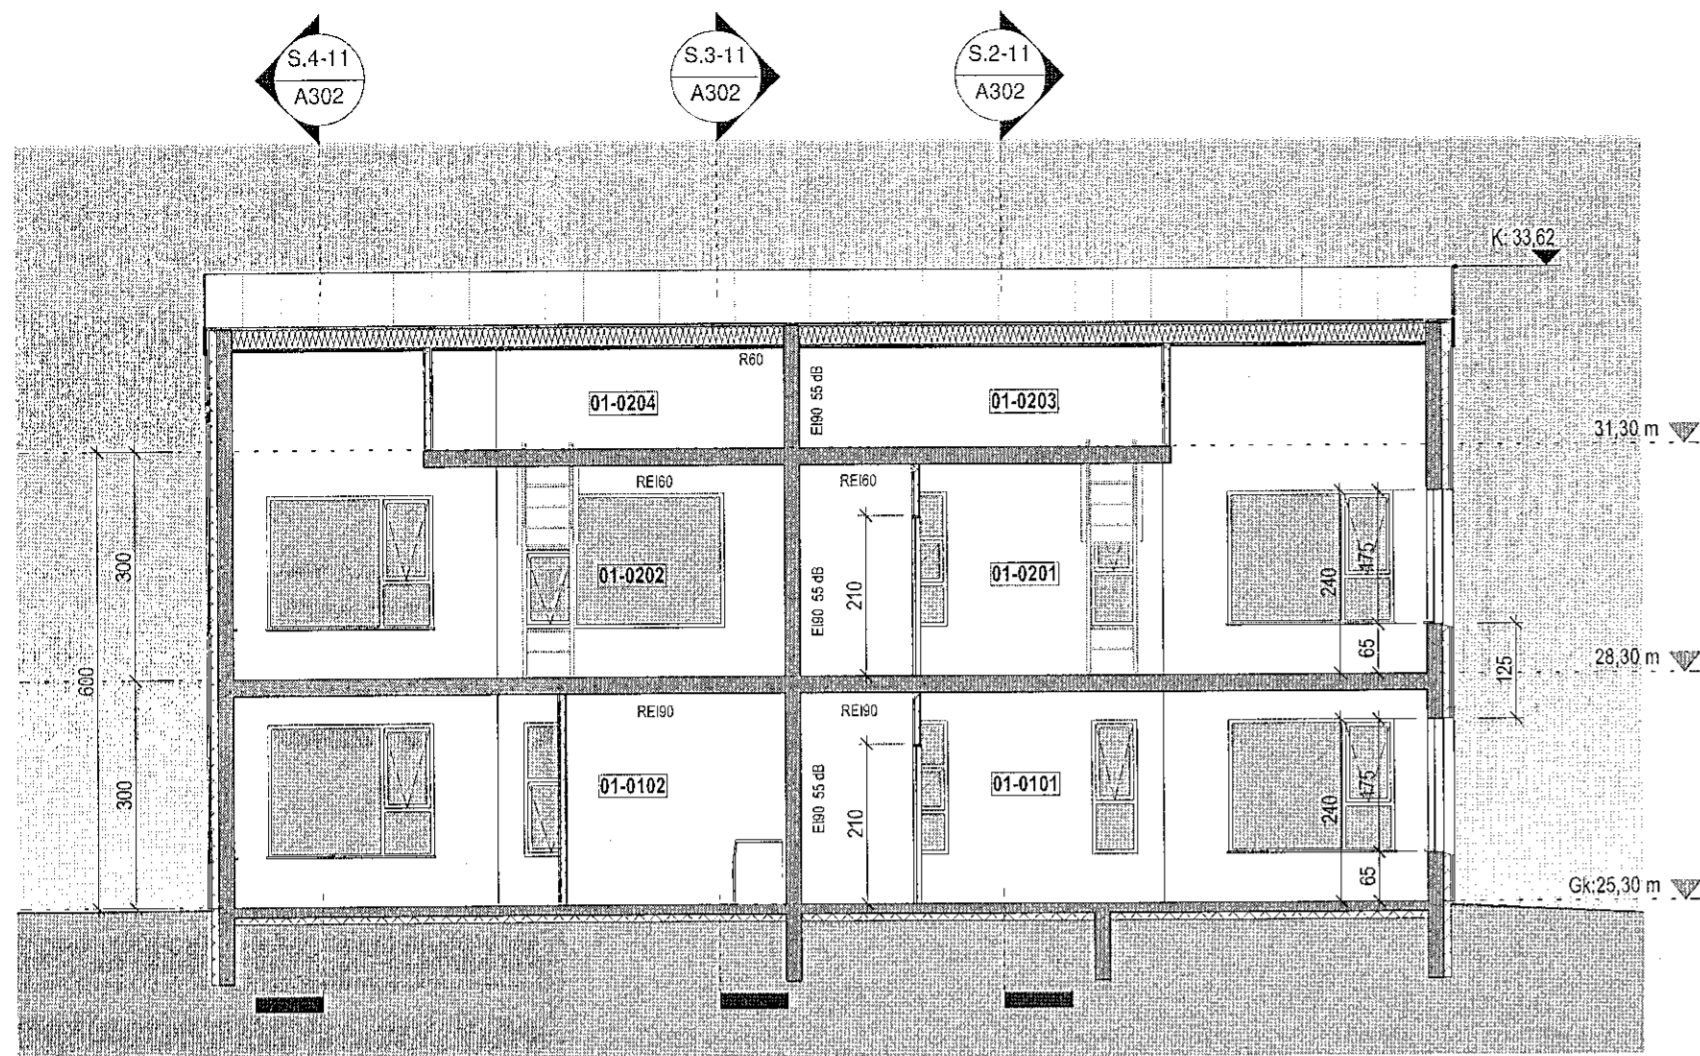 S.4-11
A302
S.3-11
A302
S.2-11
A302
K: 33,62
R60
01-0204
EI90 55 dB
01-0203
31,30 m
REI60
REI60
300
600
01-0202
EI90 55 dB
210
01-0201
240
175
65
125
28,30 m
REI90
REI90
300
01-0102
EI90 55 dB
210
01-0101
240
175
65
Gk:25,30 m